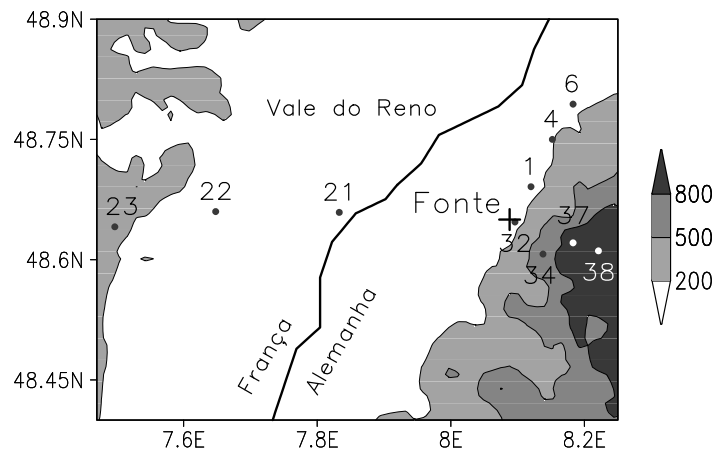 48.9N
6
Vale do Reno
4
48.75N
1
800
21
22
23
Fonte
37
500
32
38
200
48.6N
34
França
Alemanha
48.45N
7.6E 7.8E 8E 8.2E